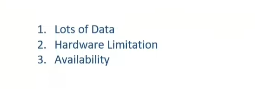 1. Lots of Data
2. Hardware Limitation
3. Availability